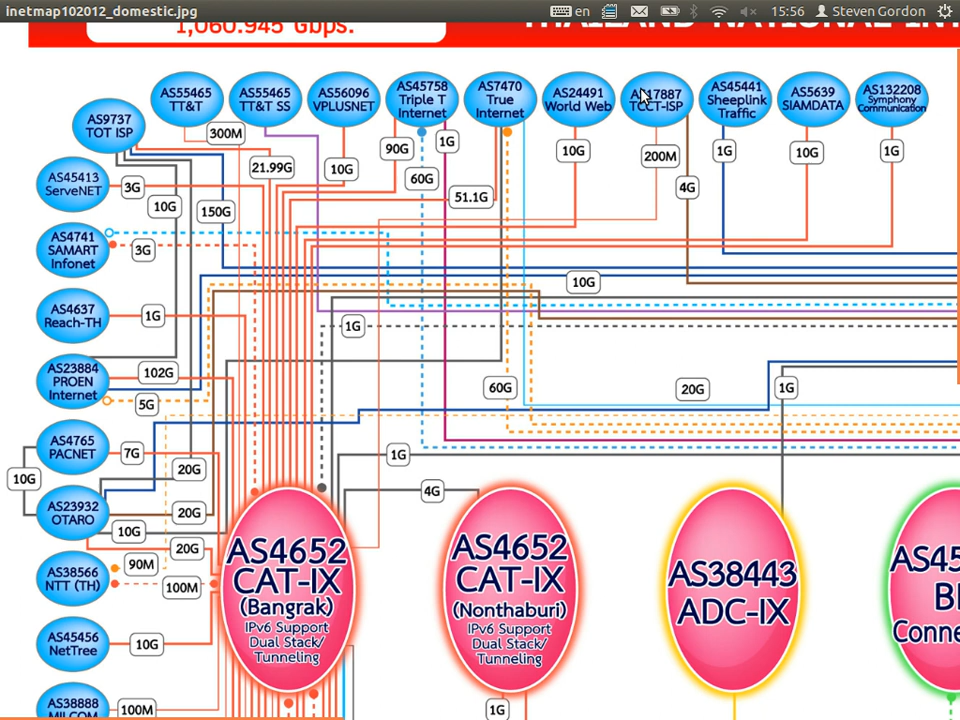 inetmap102012_domestic.jpg
en
15:56
Steven Gordon
1,060.945 Gbps.
THAILAND NATIONAL INT
AS55465
TT&T
AS55465
TT&T SS
AS56096
VPLUSNET
AS45758
Triple T
Internet
AS7470
True
Internet
AS24491
World Web
AS45441
Sheeplink
Traffic
AS5639
SIAMDATA
AS132208
Symphony
Communication
AS9737
TOT ISP
300M
21.99G
10G
90G
60G
1G
51.1G
10G
200M
4G
1G
10G
1G
AS45413
ServeNET
3G
10G
150G
AS4741
SAMART
Infonet
3G
10G
AS4637
Reach-TH
1G
1G
AS23884
PROEN
Internet
102G
5G
60G
20G
1G
AS4765
PACNET
7G
10G
20G
1G
4G
AS23932
OTARO
20G
10G
20G
AS38566
NTT (TH)
90M
100M
AS45456
NetTree
10G
AS38888
MILCOM
100M
AS4652
CAT-IX
(Bangrak)
IPv6 Support
Dual Stack/
Tunneling
AS4652
CAT-IX
(Nonthaburi)
IPv6 Support
Dual Stack/
Tunneling
1G
AS38443
ADC-IX
AS45
B
Conne